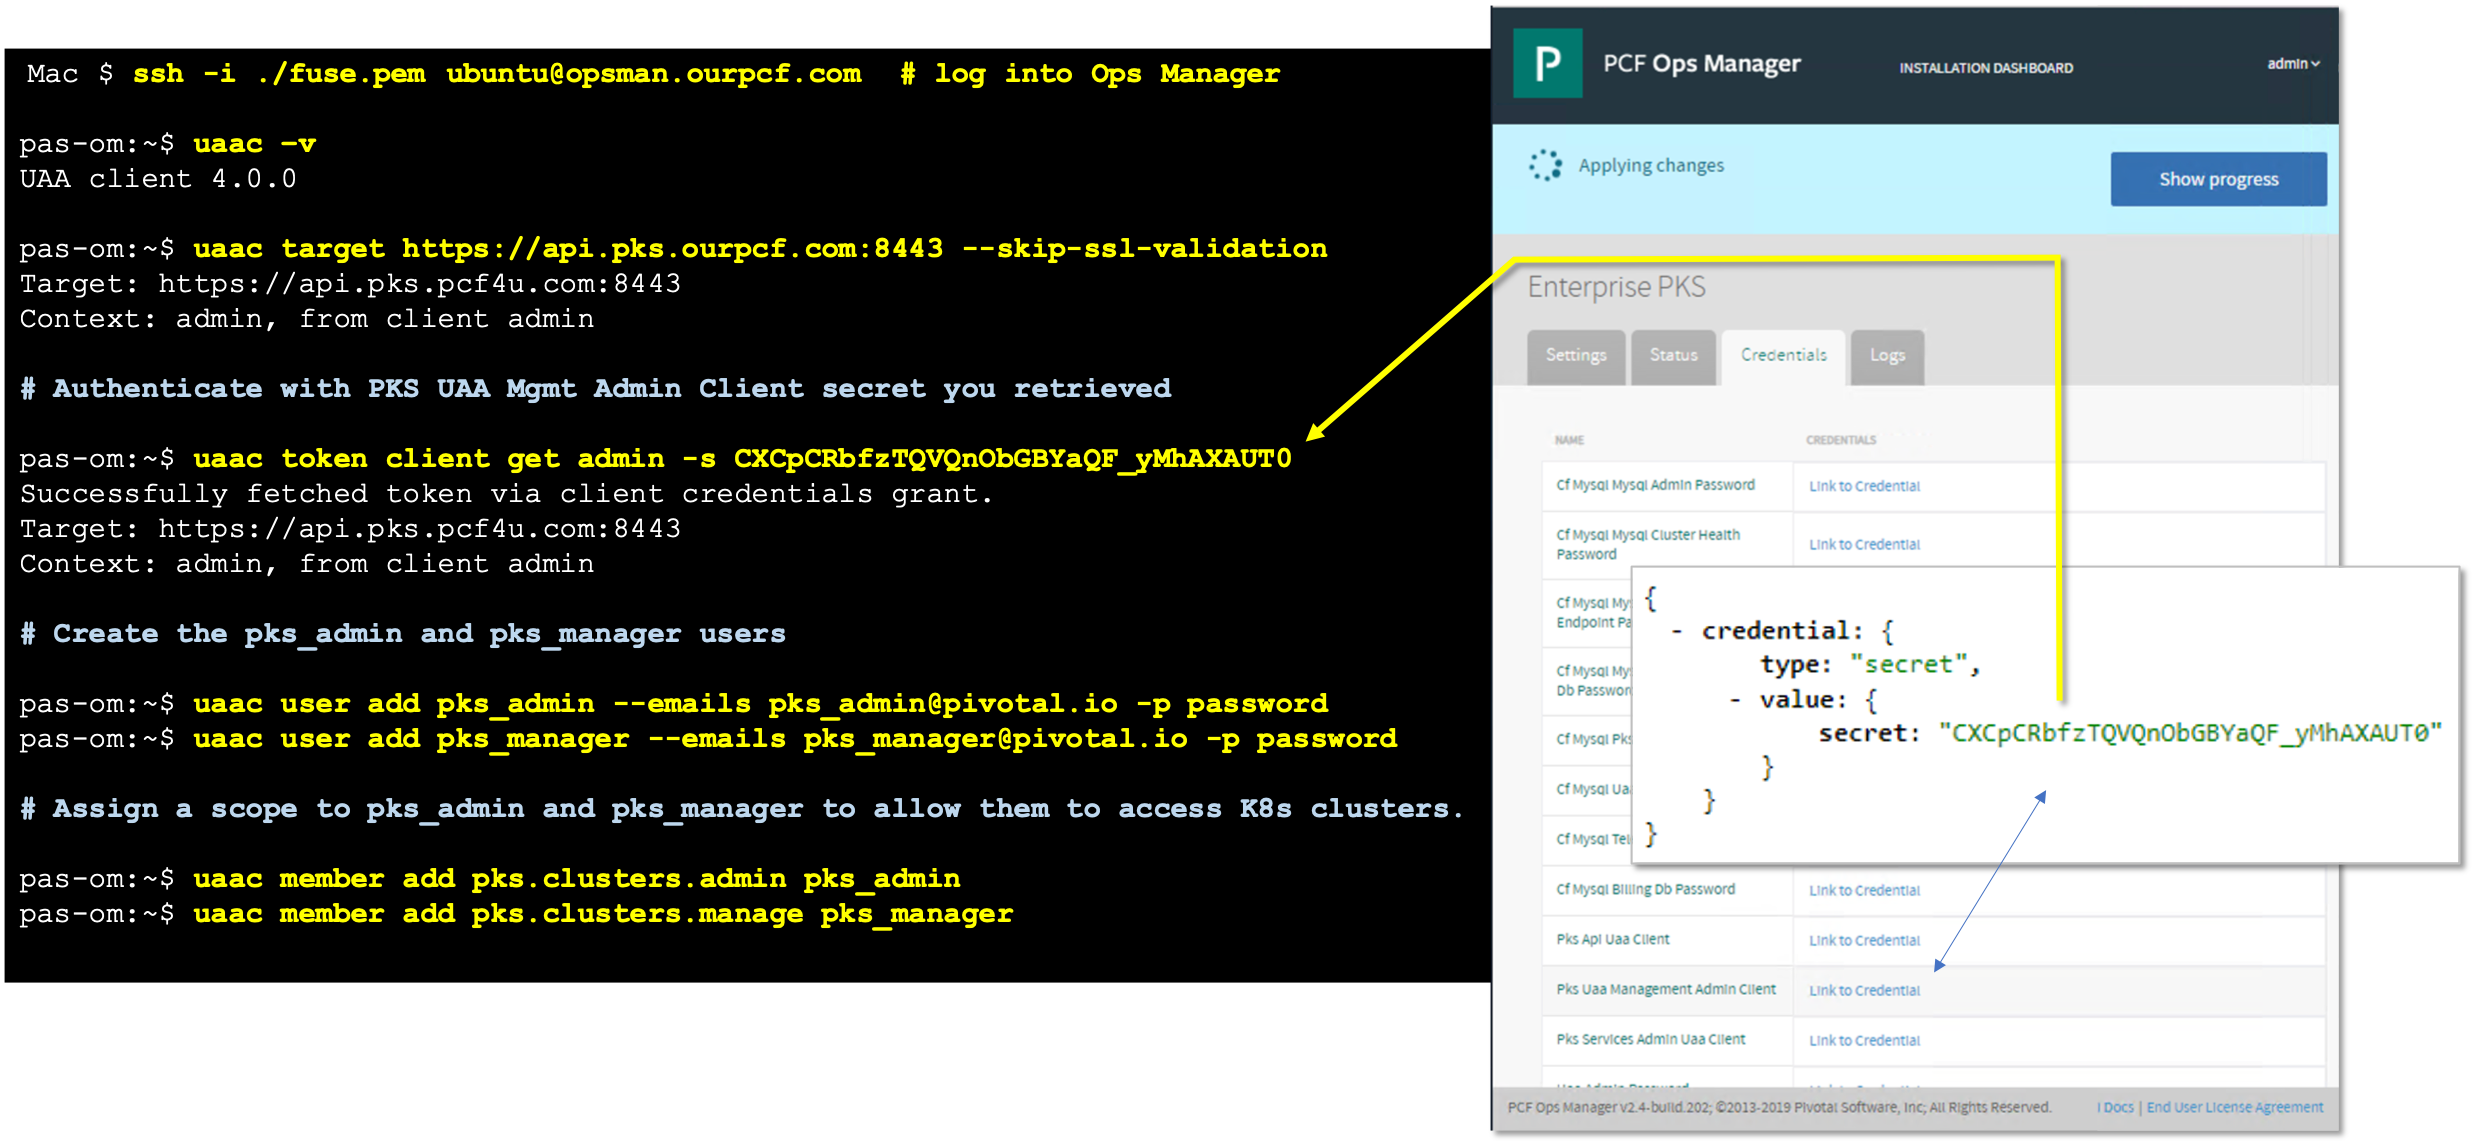 Mac $ ssh -i ./fuse.pem ubuntu@opsman.ourpcf.com  # log into Ops Manager
pas-om:~$ uaac –v
UAA client 4.0.0
pas-om:~$ uaac target https://api.pks.ourpcf.com:8443 --skip-ssl-validation
Target: https://api.pks.pcf4u.com:8443
Context: admin, from client admin
# Authenticate with PKS UAA Mgmt Admin Client secret you retrieved
pas-om:~$ uaac token client get admin -s CXCpCRbfzTQVQnObGBYaQF_yMhAXAUT0
Successfully fetched token via client credentials grant.
Target: https://api.pks.pcf4u.com:8443
Context: admin, from client admin
# Create the pks_admin and pks_manager users
pas-om:~$ uaac user add pks_admin --emails pks_admin@pivotal.io -p password
pas-om:~$ uaac user add pks_manager --emails pks_manager@pivotal.io -p password
# Assign a scope to pks_admin and pks_manager to allow them to access K8s clusters.
pas-om:~$ uaac member add pks.clusters.admin pks_admin
pas-om:~$ uaac member add pks.clusters.manage pks_manager
P PCF Ops Manager INSTALLATION DASHBOARD admin
Applying changes Show progress
Enterprise PKS
Settings Status Credentials Logs
NAME CREDENTIALS
Cf Mysql Mysql Admin Password Link to Credential
Cf Mysql Mysql Cluster Health
Password Link to Credential
Cf Mysql My
Endpoint Pa
Cf Mysql My
Db Passwor
Cf Mysql Pks
Cf Mysql Uaa
Cf Mysql Tel
{
- credential: {
type: "secret",
- value: {
secret: "CXCpCRbfzTQVQnObGBYaQF_yMhAXAUT0"
}
}
}
Cf Mysql Billing Db Password Link to Credential
Pks Api Uaa Client Link to Credential
Pks Uaa Management Admin Client Link to Credential
Pks Services Admin Uaa Client Link to Credential
Uaa Admin Password Link to Credential
PCF Ops Manager v2.4-build.202; ©2013-2019 Pivotal Software, Inc; All Rights Reserved. | Docs | End User License Agreement